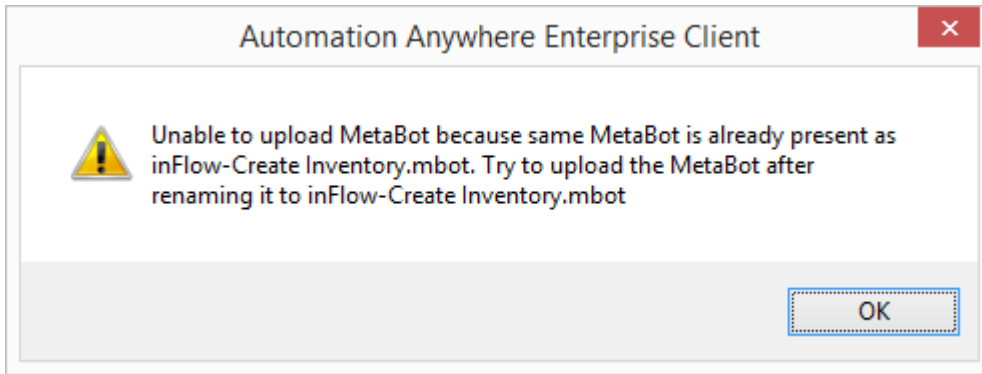 Automation Anywhere Enterprise Client
Unable to upload MetaBot because same MetaBot is already present as
inFlow-Create Inventory.mbot. Try to upload the MetaBot after
renaming it to inFlow-Create Inventory.mbot
OK